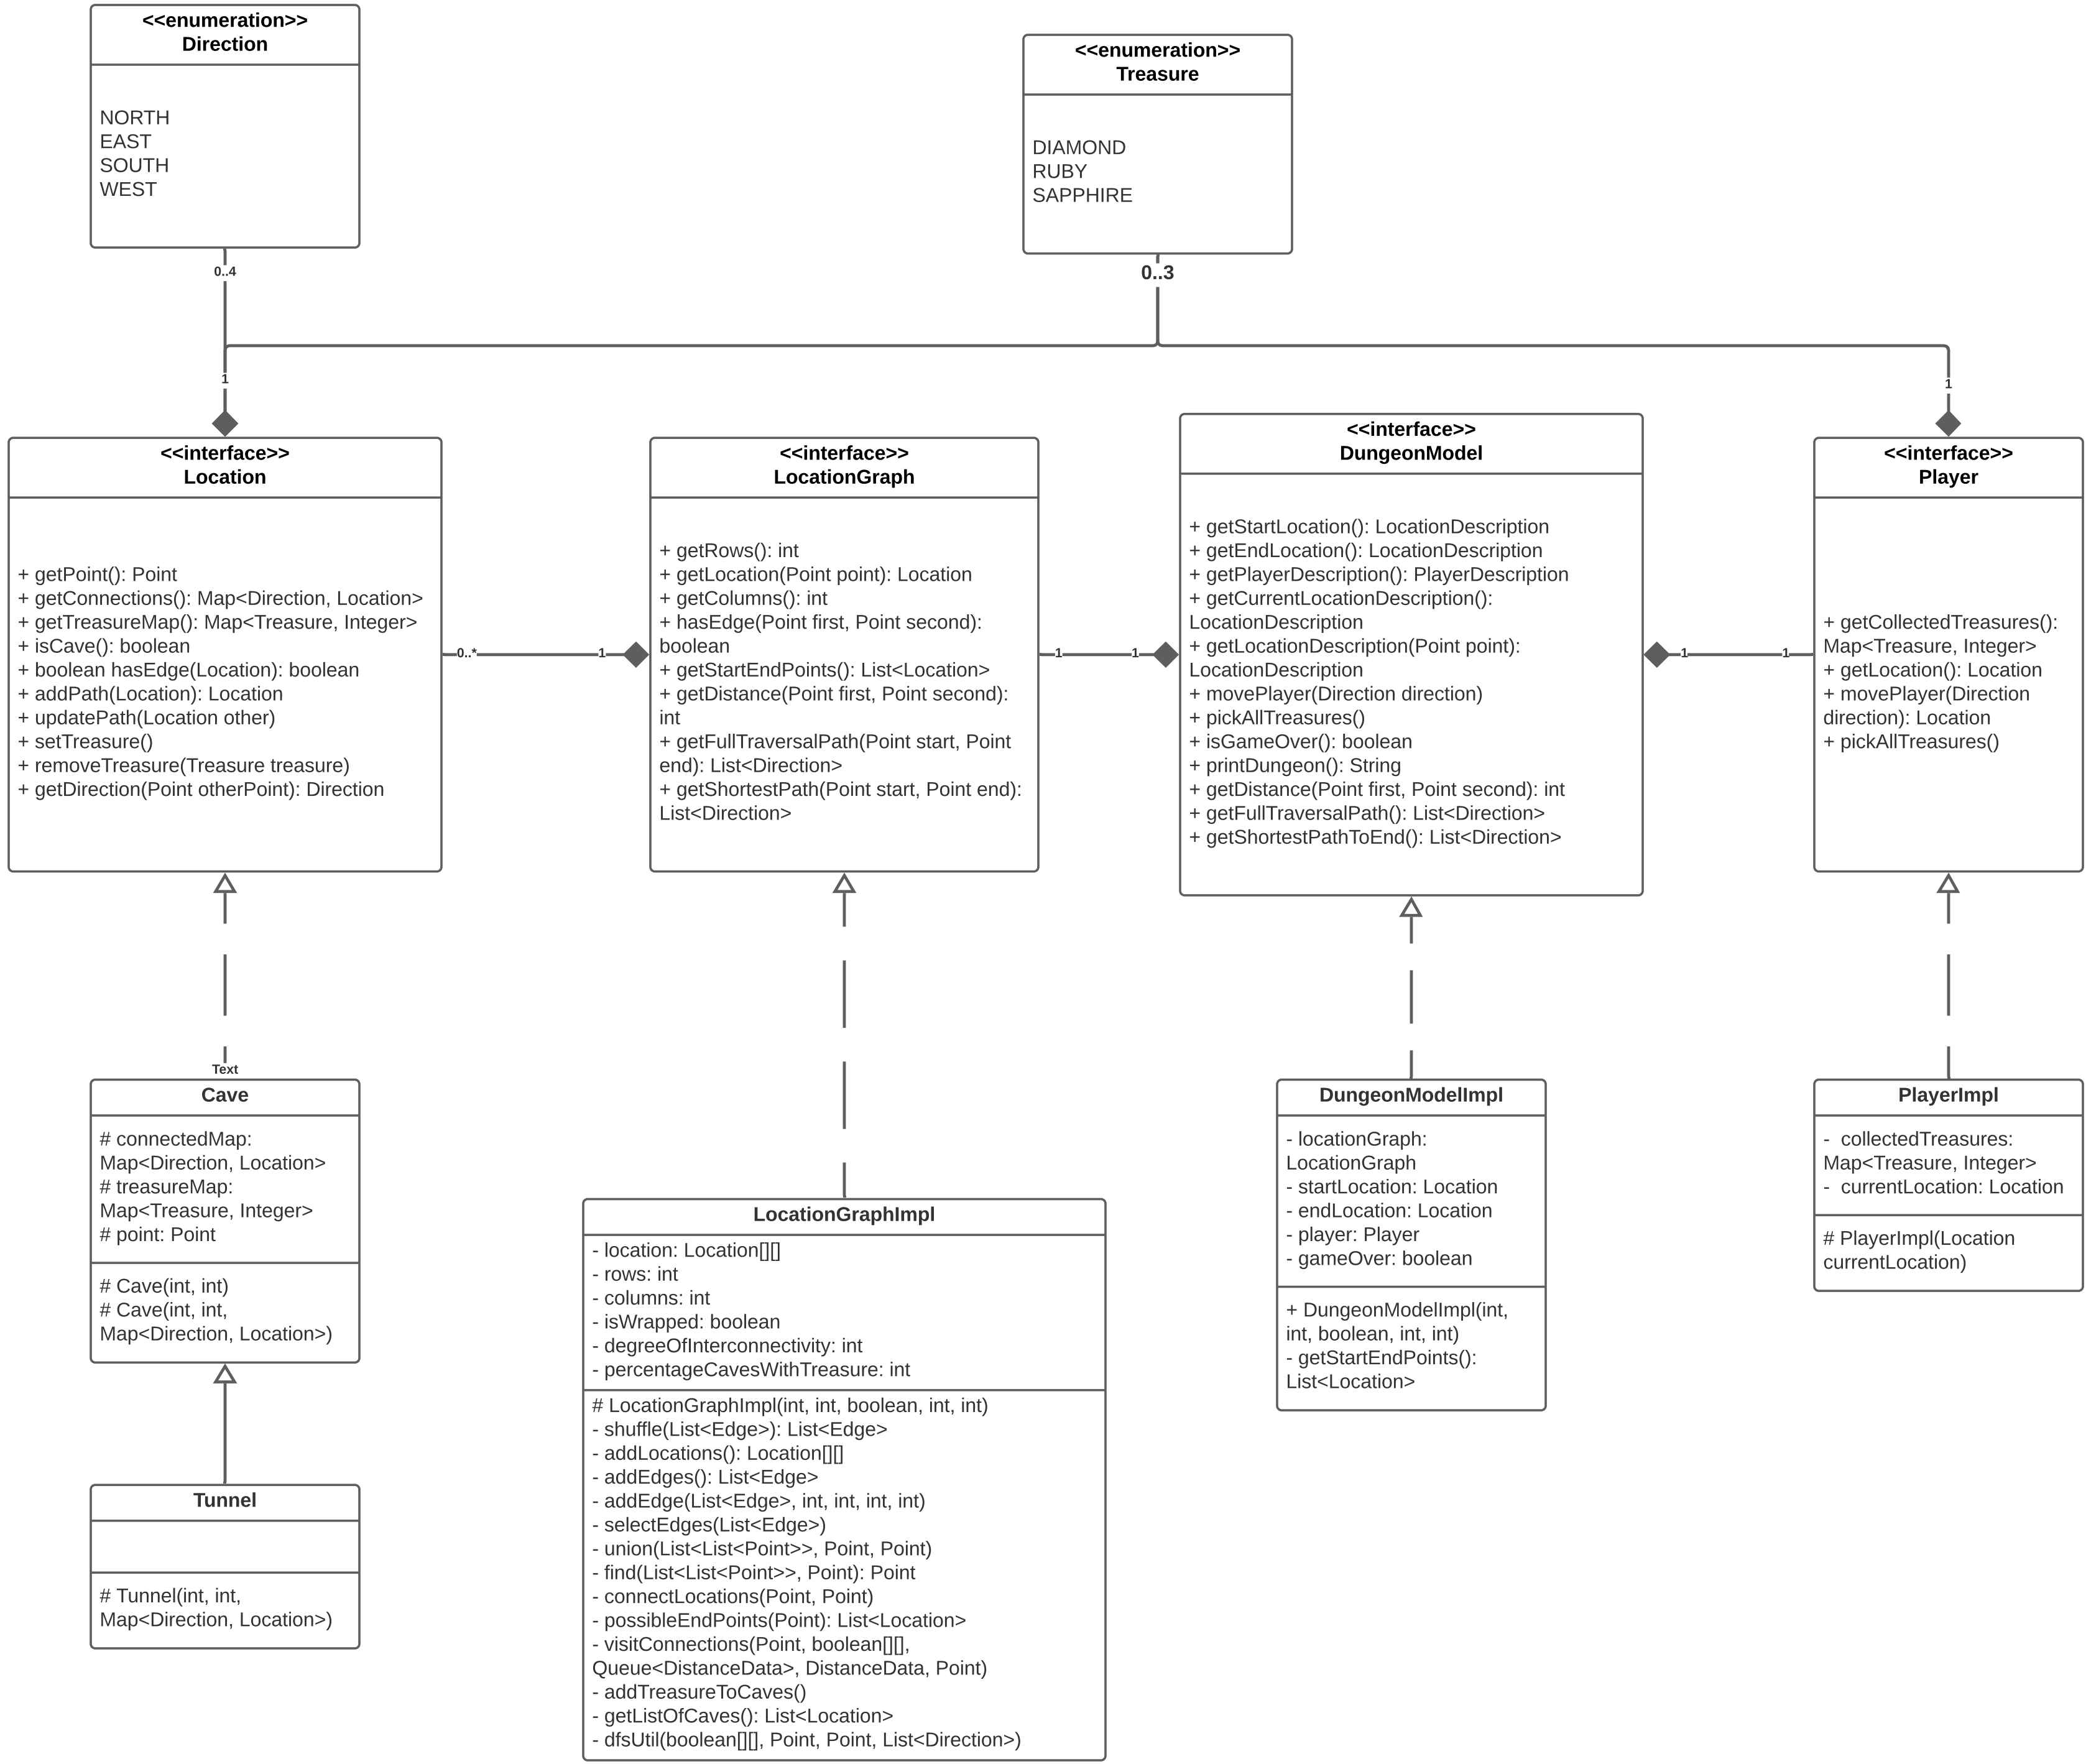 <<enumeration>>
Direction
NORTH
EAST
SOUTH
WEST
<<enumeration>>
Treasure
DIAMOND
RUBY
SAPPHIRE
0..4
0..3
1
1
<<interface>>
Location
+ getPoint(): Point
+ getConnections(): Map<Direction, Location>
+ getTreasureMap(): Map<Treasure, Integer>
+ isCave(): boolean
+ boolean hasEdge(Location): boolean
+ addPath(Location): Location
+ updatePath(Location other)
+ setTreasure()
+ removeTreasure(Treasure treasure)
+ getDirection(Point otherPoint): Direction
0..*
1
<<interface>>
LocationGraph
+ getRows(): int
+ getLocation(Point point): Location
+ getColumns(): int
+ hasEdge(Point first, Point second):
boolean
+ getStartEndPoints(): List<Location>
+ getDistance(Point first, Point second):
int
+ getFullTraversalPath(Point start, Point
end): List<Direction>
+ getShortestPath(Point start, Point end):
List<Direction>
1
1
<<interface>>
DungeonModel
+ getStartLocation(): LocationDescription
+ getEndLocation(): LocationDescription
+ getPlayerDescription(): PlayerDescription
+ getCurrentLocationDescription():
LocationDescription
+ getLocationDescription(Point point):
LocationDescription
+ movePlayer(Direction direction)
+ pickAllTreasures()
+ isGameOver(): boolean
+ printDungeon(): String
+ getDistance(Point first, Point second): int
+ getFullTraversalPath(): List<Direction>
+ getShortestPathToEnd(): List<Direction>
1
1
<<interface>>
Player
+ getCollectedTreasures():
Map<Treasure, Integer>
+ getLocation(): Location
+ movePlayer(Direction
direction): Location
+ pickAllTreasures()
Text
Cave
# connectedMap:
Map<Direction, Location>
# treasureMap:
Map<Treasure, Integer>
# point: Point
# Cave(int, int)
# Cave(int, int,
Map<Direction, Location>)
Tunnel
# Tunnel(int, int,
Map<Direction, Location>)
LocationGraphImpl
- location: Location[][]
- rows: int
- columns: int
- isWrapped: boolean
- degreeOfInterconnectivity: int
- percentageCavesWithTreasure: int
# LocationGraphImpl(int, int, boolean, int, int)
- shuffle(List<Edge>): List<Edge>
- addLocations(): Location[][]
- addEdges(): List<Edge>
- addEdge(List<Edge>, int, int, int, int)
- selectEdges(List<Edge>)
- union(List<List<Point>>, Point, Point)
- find(List<List<Point>>, Point): Point
- connectLocations(Point, Point)
- possibleEndPoints(Point): List<Location>
- visitConnections(Point, boolean[][],
Queue<DistanceData>, DistanceData, Point)
- addTreasureToCaves()
- getListOfCaves(): List<Location>
- dfsUtil(boolean[][], Point, Point, List<Direction>)
DungeonModelImpl
- locationGraph:
LocationGraph
- startLocation: Location
- endLocation: Location
- player: Player
- gameOver: boolean
+ DungeonModelImpl(int,
int, boolean, int, int)
- getStartEndPoints():
List<Location>
PlayerImpl
- collectedTreasures:
Map<Treasure, Integer>
- currentLocation: Location
# PlayerImpl(Location
currentLocation)